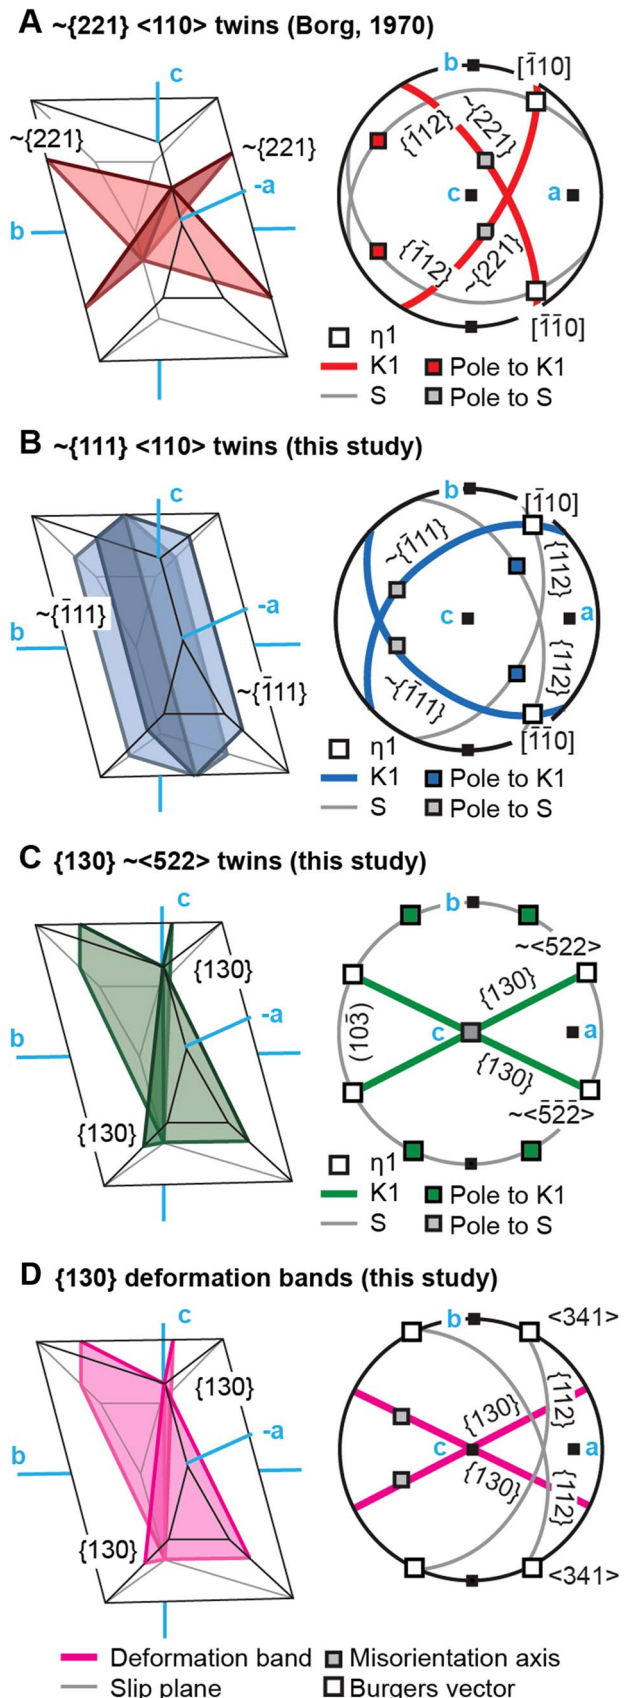 A ~{221} <110> twins (Borg, 1970)
c
~{221}
~{221}
-a
b
b
[1̄10]
{1̄12}
~{221}
c
a
{1̄12}
~{221}
[1̄1̄0]
η1
K1
Pole to K1
S
Pole to S
B ~{111} <110> twins (this study)
c
~{1̄11}
-a
b
~{1̄11}
b
[1̄10]
~{1̄11}
{112}
c
a
~{1̄11}
{112}
[1̄1̄0]
η1
K1
Pole to K1
S
Pole to S
C {130} ~<522> twins (this study)
c
{130}
-a
b
{130}
b
~<522>
{130}
(103̄)
c
a
{130}
~<5̄2̄2̄>
η1
K1
Pole to K1
S
Pole to S
D {130} deformation bands (this study)
c
{130}
-a
b
{130}
b
<341>
{130}
{112}
c
a
{130}
{112}
<341>
Deformation band
Misorientation axis
Slip plane
Burgers vector